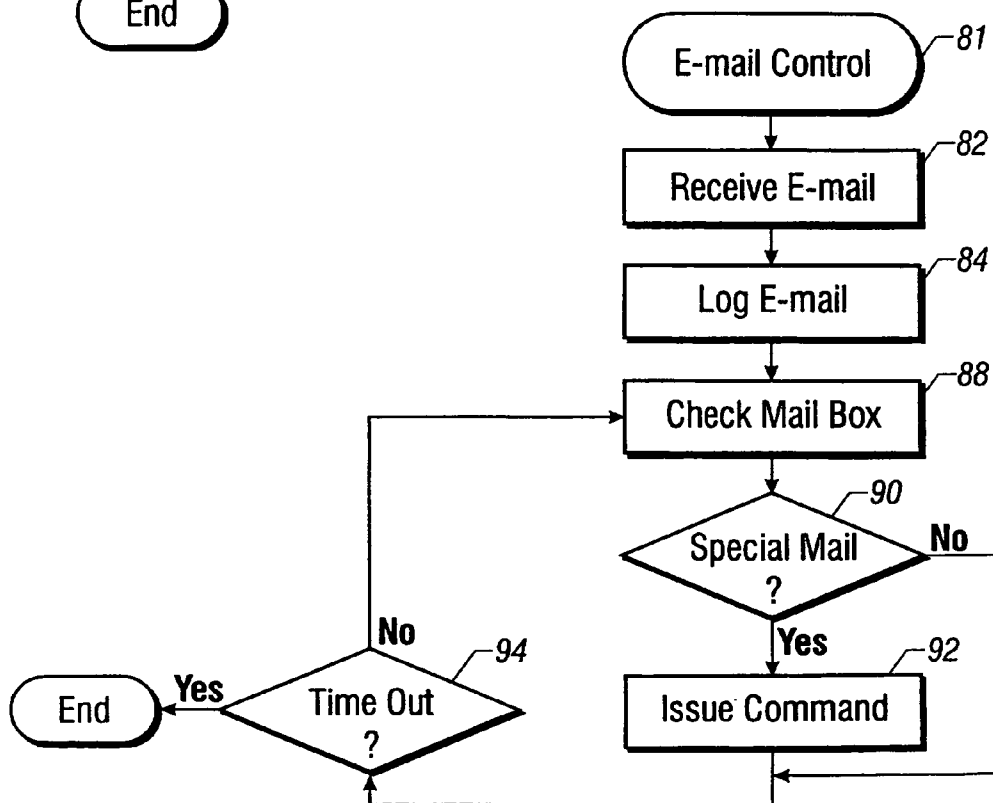 End
E-mail Control
81
Receive E-mail
82
Log E-mail
84
Check Mail Box
88
Special Mail
?
90
No
Yes
Issue Command
92
No
Time Out
?
94
Yes
End